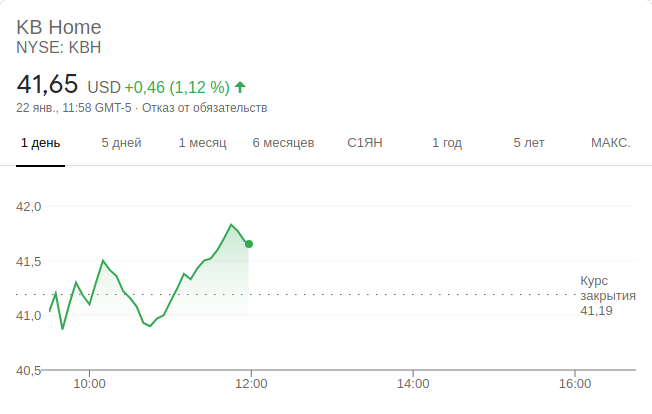 KB Home
NYSE: KBH
41,65 USD +0,46 (1,12 %)
22 янв., 11:58 GMT-5 · Отказ от обязательств
1 день 5 дней 1 месяц 6 месяцев С1ЯН 1 год 5 лет МАКС.
42,0
41,5
Курс
закрытия
41,19
41,0
40,5
10:00 12:00 14:00 16:00